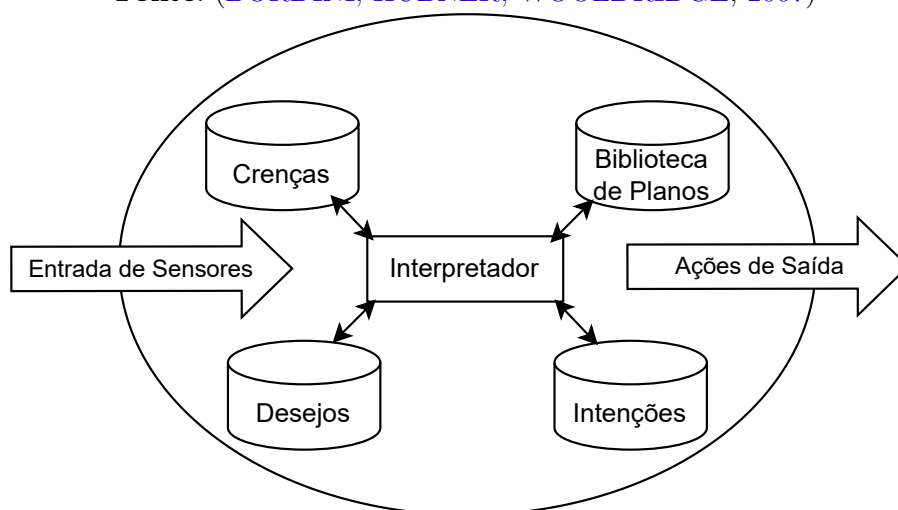 Crenças
Biblioteca
de Planos
Entrada de Sensores
Interpretador
Ações de Saída
Desejos
Intenções